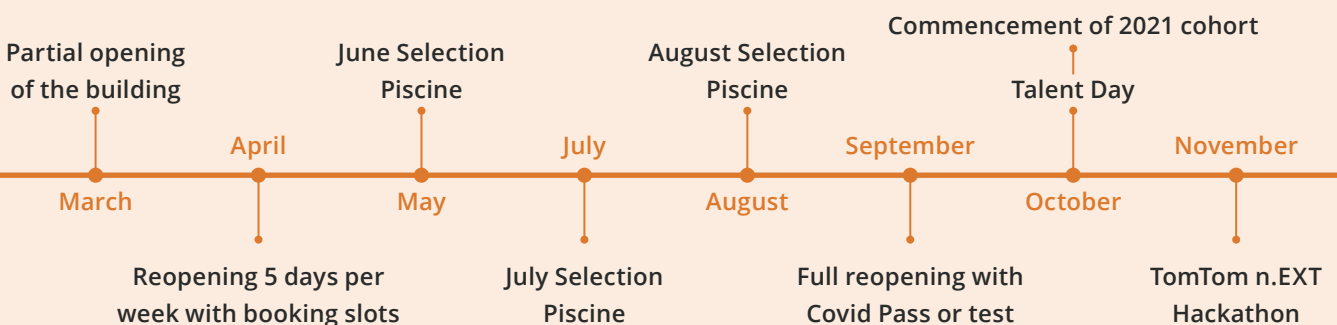 Commencement of 2021 cohort
Partial opening
of the building
June Selection
Piscine
August Selection
Piscine
Talent Day
April
July
September
November
March
May
August
October
Reopening 5 days per
week with booking slots
July Selection
Piscine
Full reopening with
Covid Pass or test
TomTom n.EXT
Hackathon